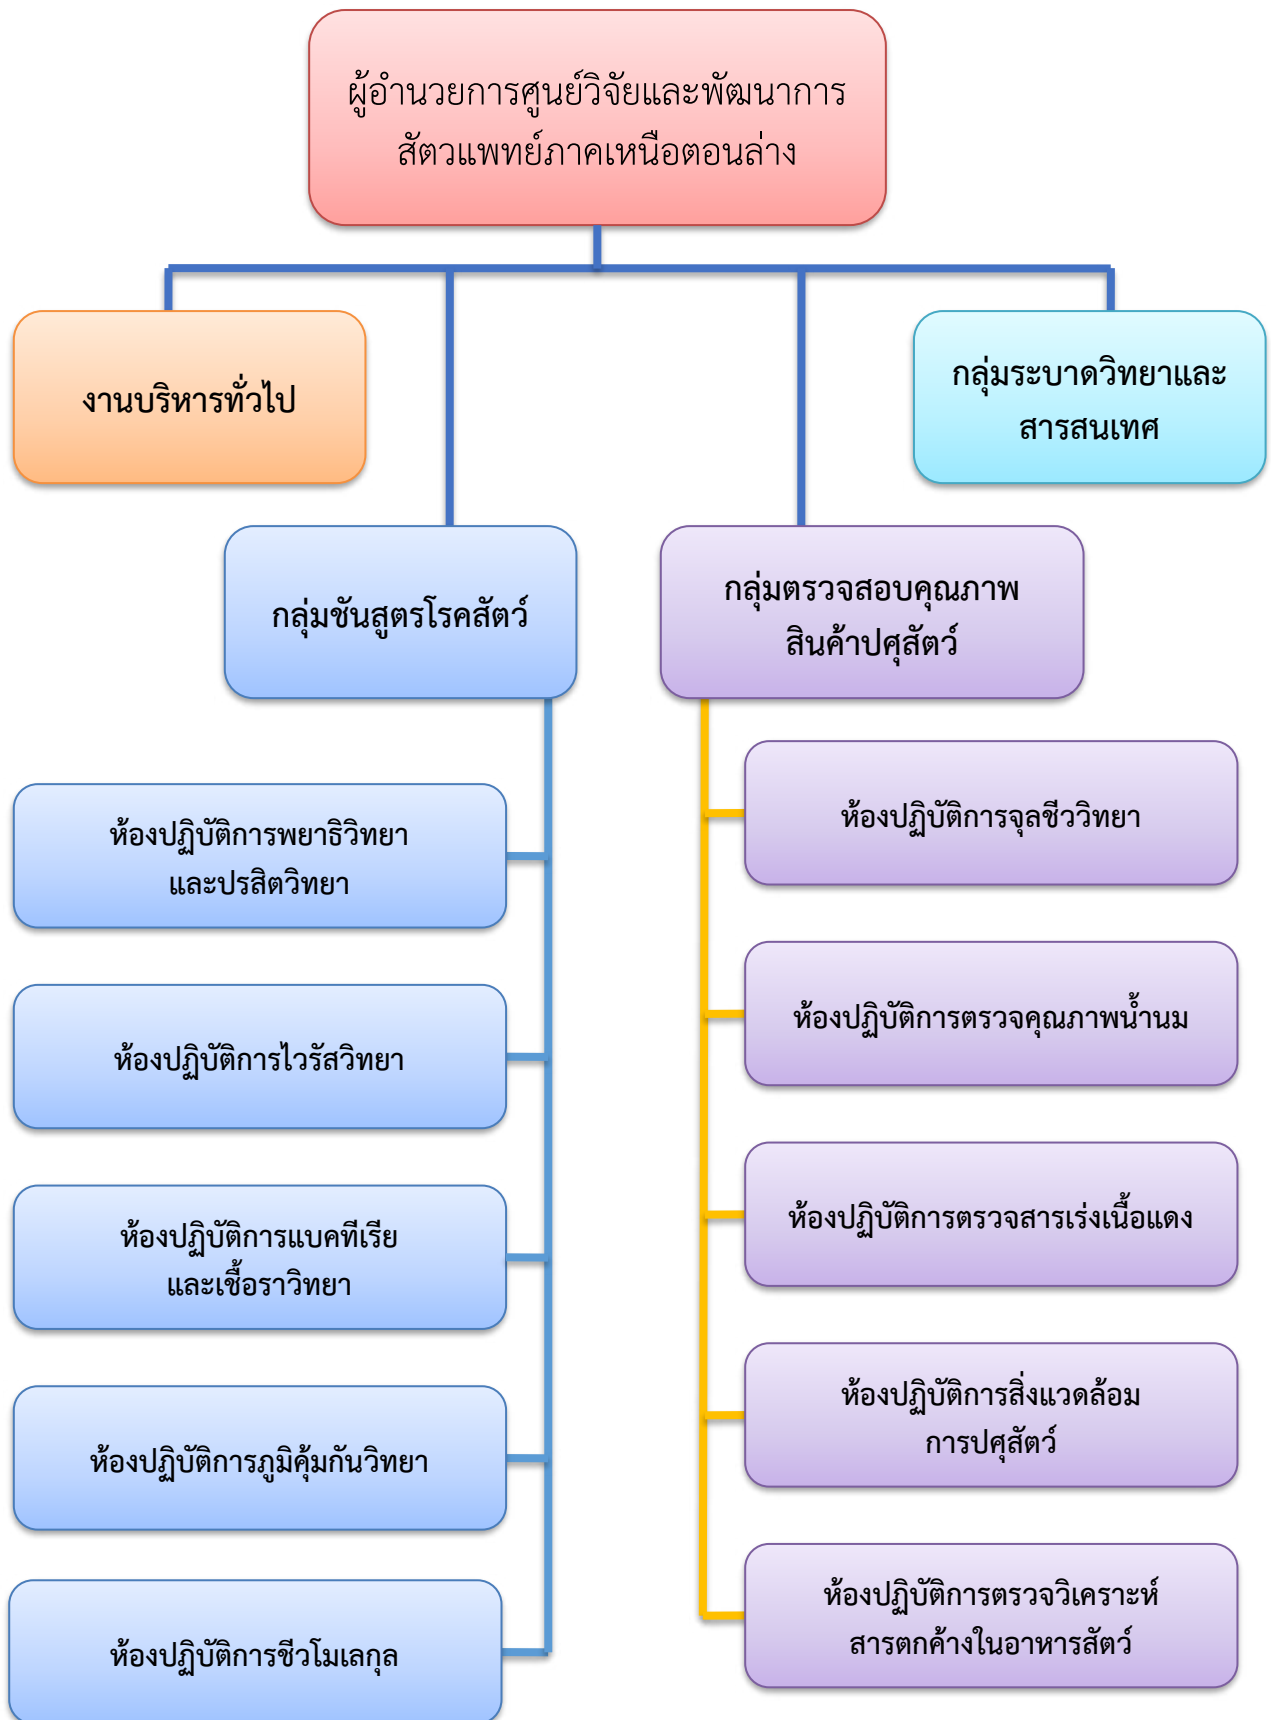 ผู้อำนวยการศูนย์วิจัยและพัฒนาการ
สัตวแพทย์ภาคเหนือตอนล่าง
งานบริหารทั่วไป
กลุ่มระบาดวิทยาและ
สารสนเทศ
กลุ่มชันสูตรโรคสัตว์
กลุ่มตรวจสอบคุณภาพ
สินค้าปศุสัตว์
ห้องปฏิบัติการพยาธิวิทยา
และปรสิตวิทยา
ห้องปฏิบัติการไวรัสวิทยา
ห้องปฏิบัติการแบคทีเรีย
และเชื้อราวิทยา
ห้องปฏิบัติการภูมิคุ้มกันวิทยา
ห้องปฏิบัติการชีวโมเลกุล
ห้องปฏิบัติการจุลชีววิทยา
ห้องปฏิบัติการตรวจคุณภาพน้ำนม
ห้องปฏิบัติการตรวจสารเร่งเนื้อแดง
ห้องปฏิบัติการสิ่งแวดล้อม
การปศุสัตว์
ห้องปฏิบัติการตรวจวิเคราะห์
สารตกค้างในอาหารสัตว์